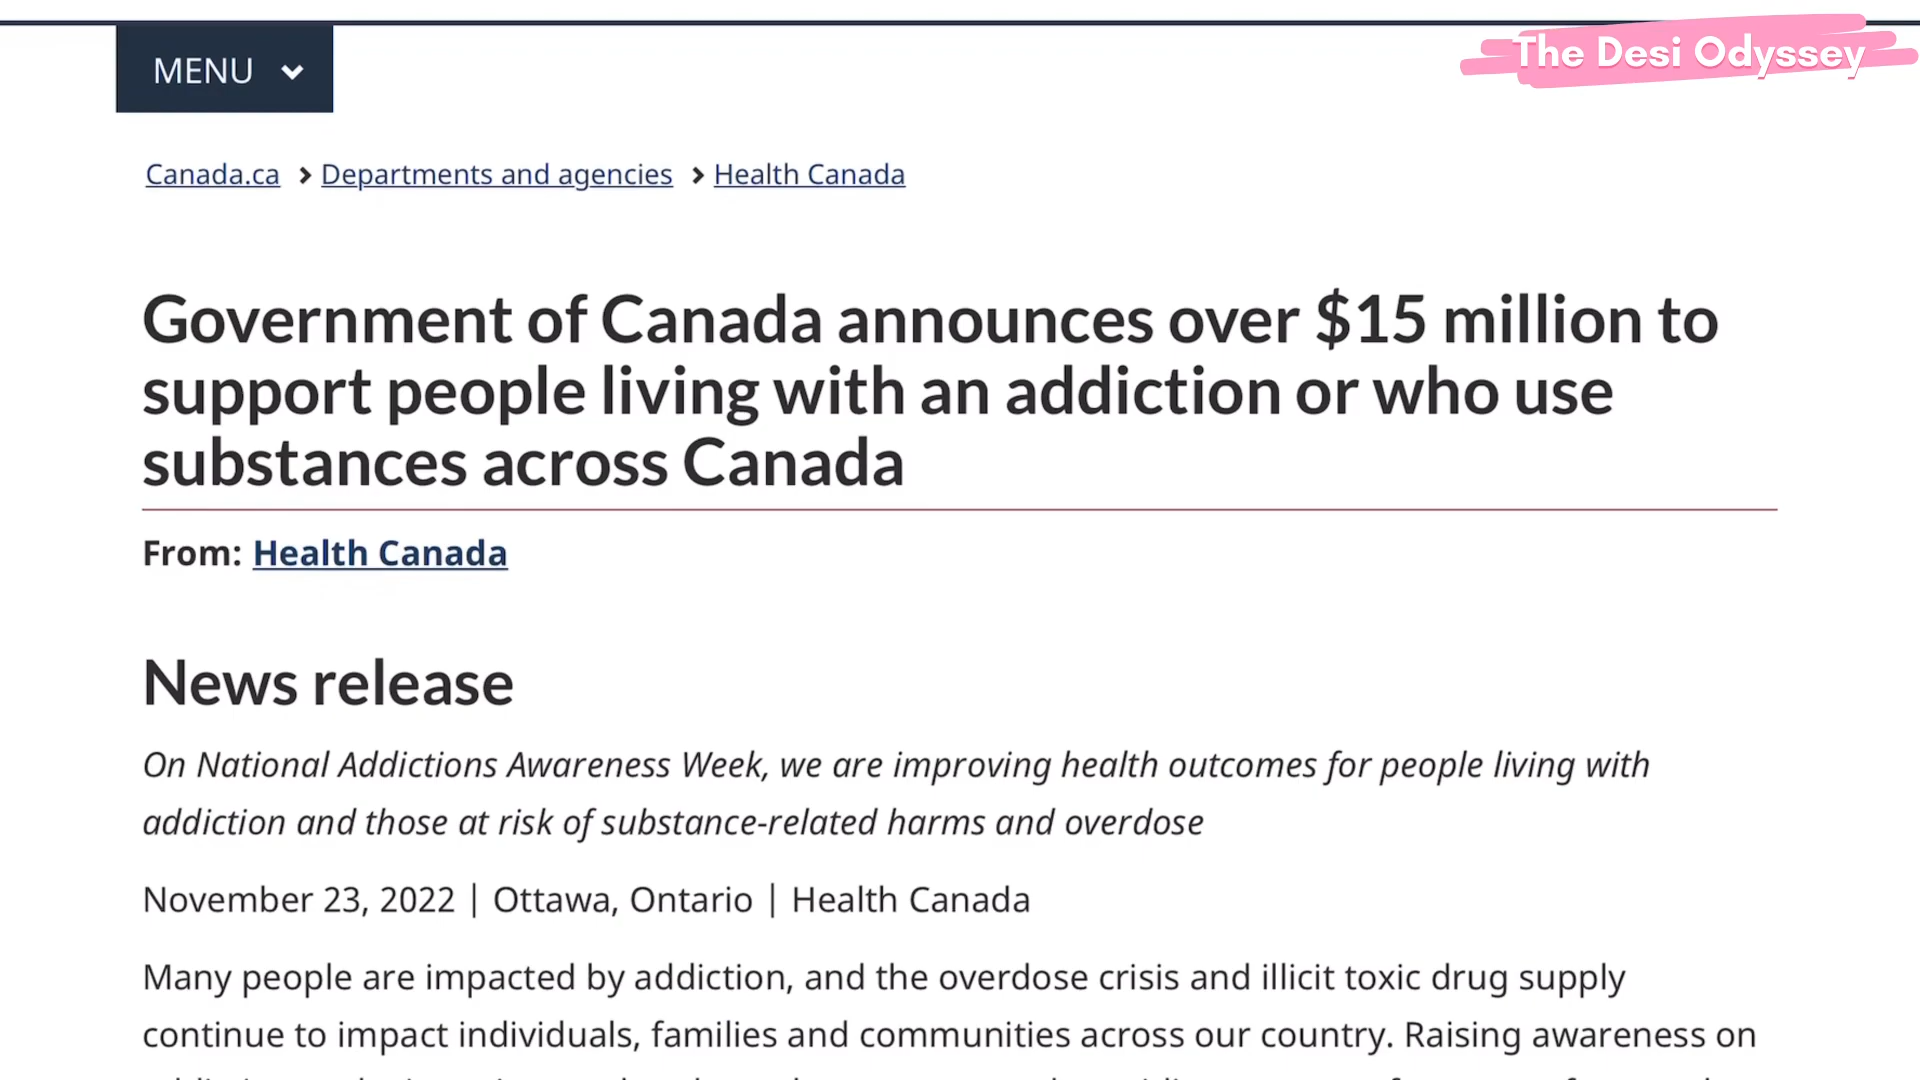 MENU
The Desi Odyssey
Canada.ca > Departments and agencies > Health Canada
Government of Canada announces over $15 million to
support people living with an addiction or who use
substances across Canada
From: Health Canada
News release
On National Addictions Awareness Week, we are improving health outcomes for people living with
addiction and those at risk of substance-related harms and overdose
November 23, 2022 | Ottawa, Ontario | Health Canada
Many people are impacted by addiction, and the overdose crisis and illicit toxic drug supply
continue to impact individuals, families and communities across our country. Raising awareness on